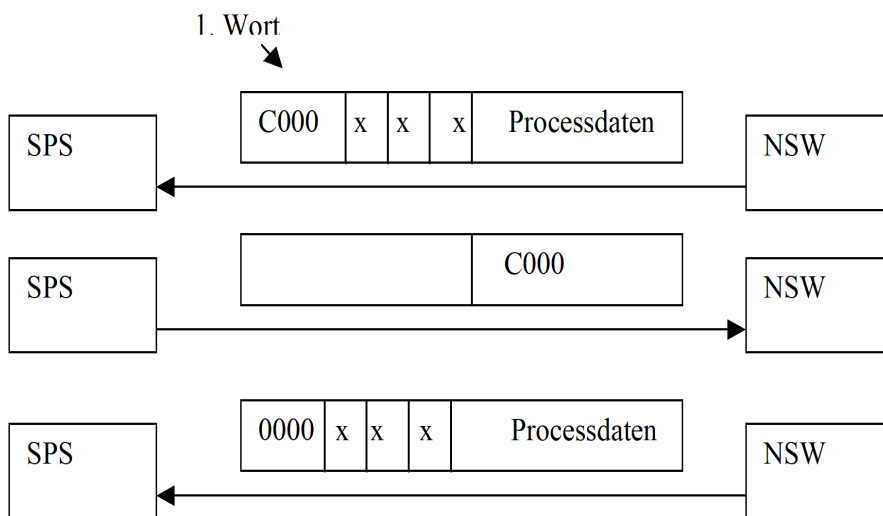 1. Wort
C000 x x x Processdaten
SPS NSW
C000
SPS NSW
0000 x x x Processdaten
SPS NSW